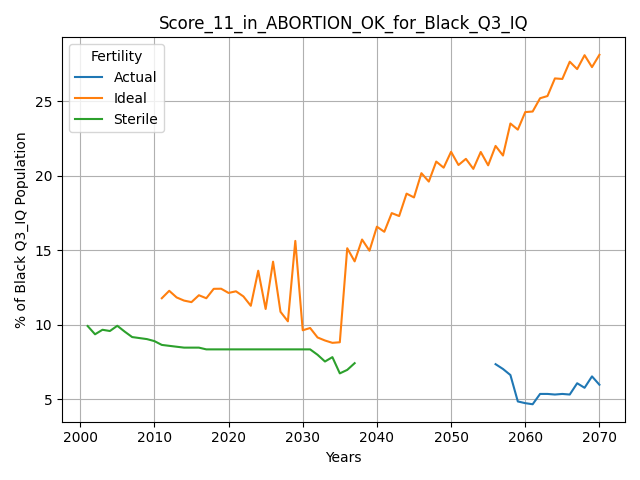 Score_11_in_ABORTION_OK_for_Black_Q3_IQ
Fertility
Actual
Ideal
Sterile
% of Black Q3_IQ Population
25
20
15
10
5
2000 2010 2020 2030 2040 2050 2060 2070
Years